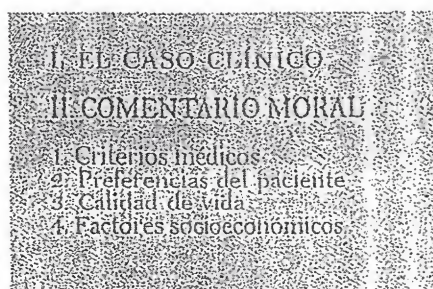 I. EL CASO CLÍNICO
II. COMENTARIO MORAL
1. Criterios médicos
2. Preferencias del paciente
3. Calidad de vida
4. Factores socioeconómicos